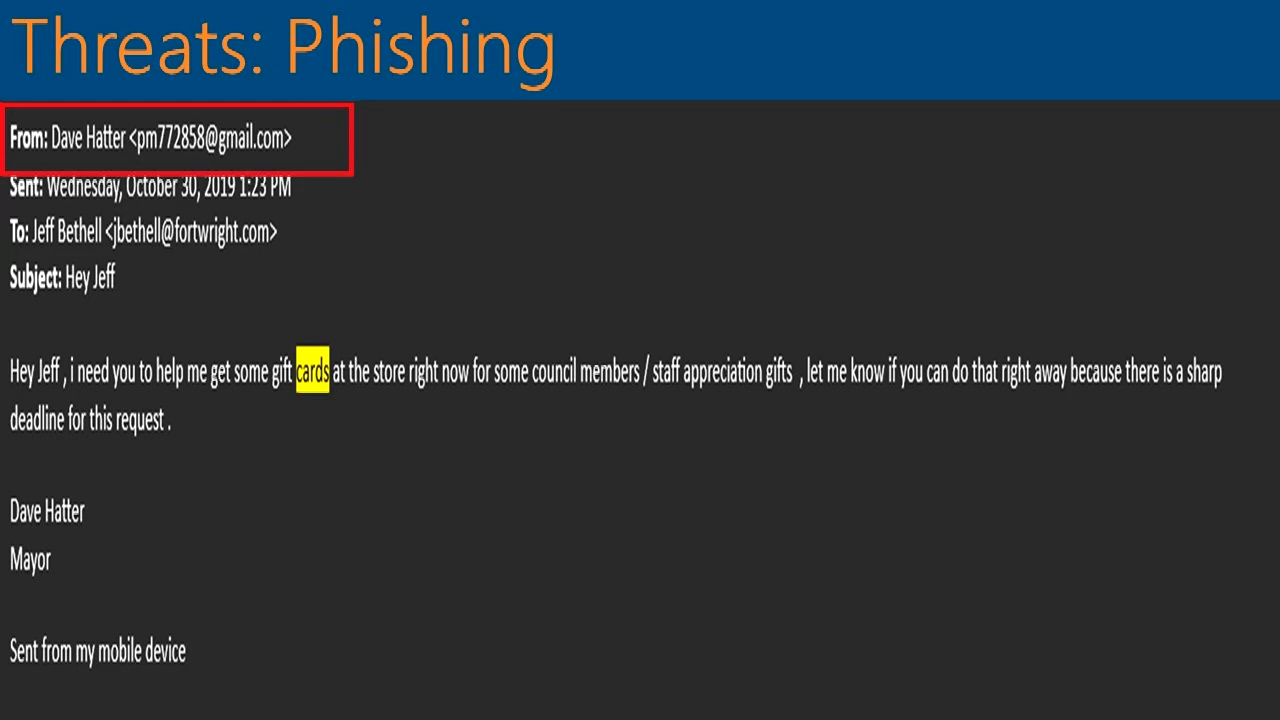 Threats: Phishing
From: Dave Hatter <pm772858@gmail.com>
Sent: Wednesday, October 30, 2019 1:23 PM
To: Jeff Bethell <jbethell@fortwright.com>
Subject: Hey Jeff
Hey Jeff , i need you to help me get some gift cards at the store right now for some council members / staff appreciation gifts , let me know if you can do that right away because there is a sharp
deadline for this request .
Dave Hatter
Mayor
Sent from my mobile device